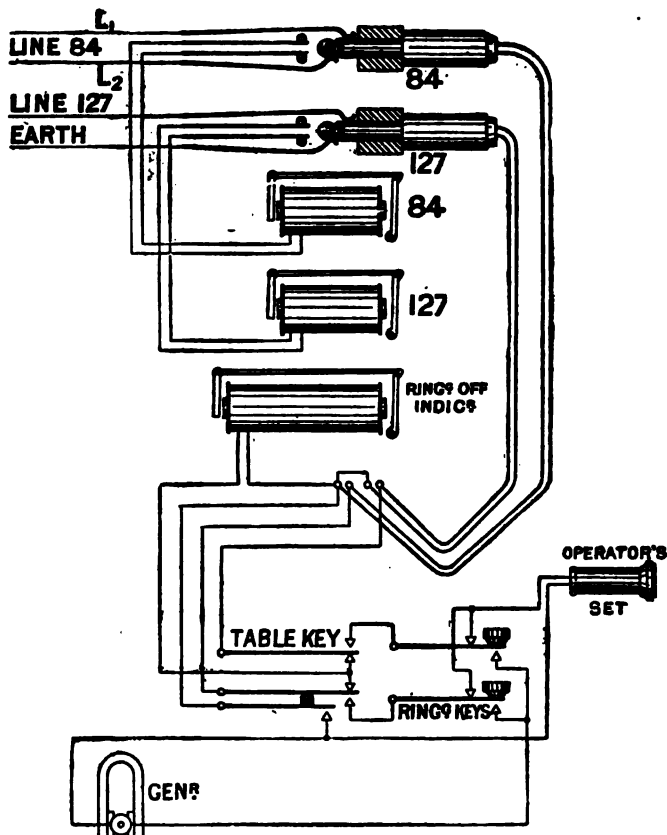 L1
LINE 84
L2
84
LINE 127
EARTH
127
84
127
RINGG OFF
INDICR
OPERATOR'S
SET
TABLE KEY
RINGG KEYS
GENR.